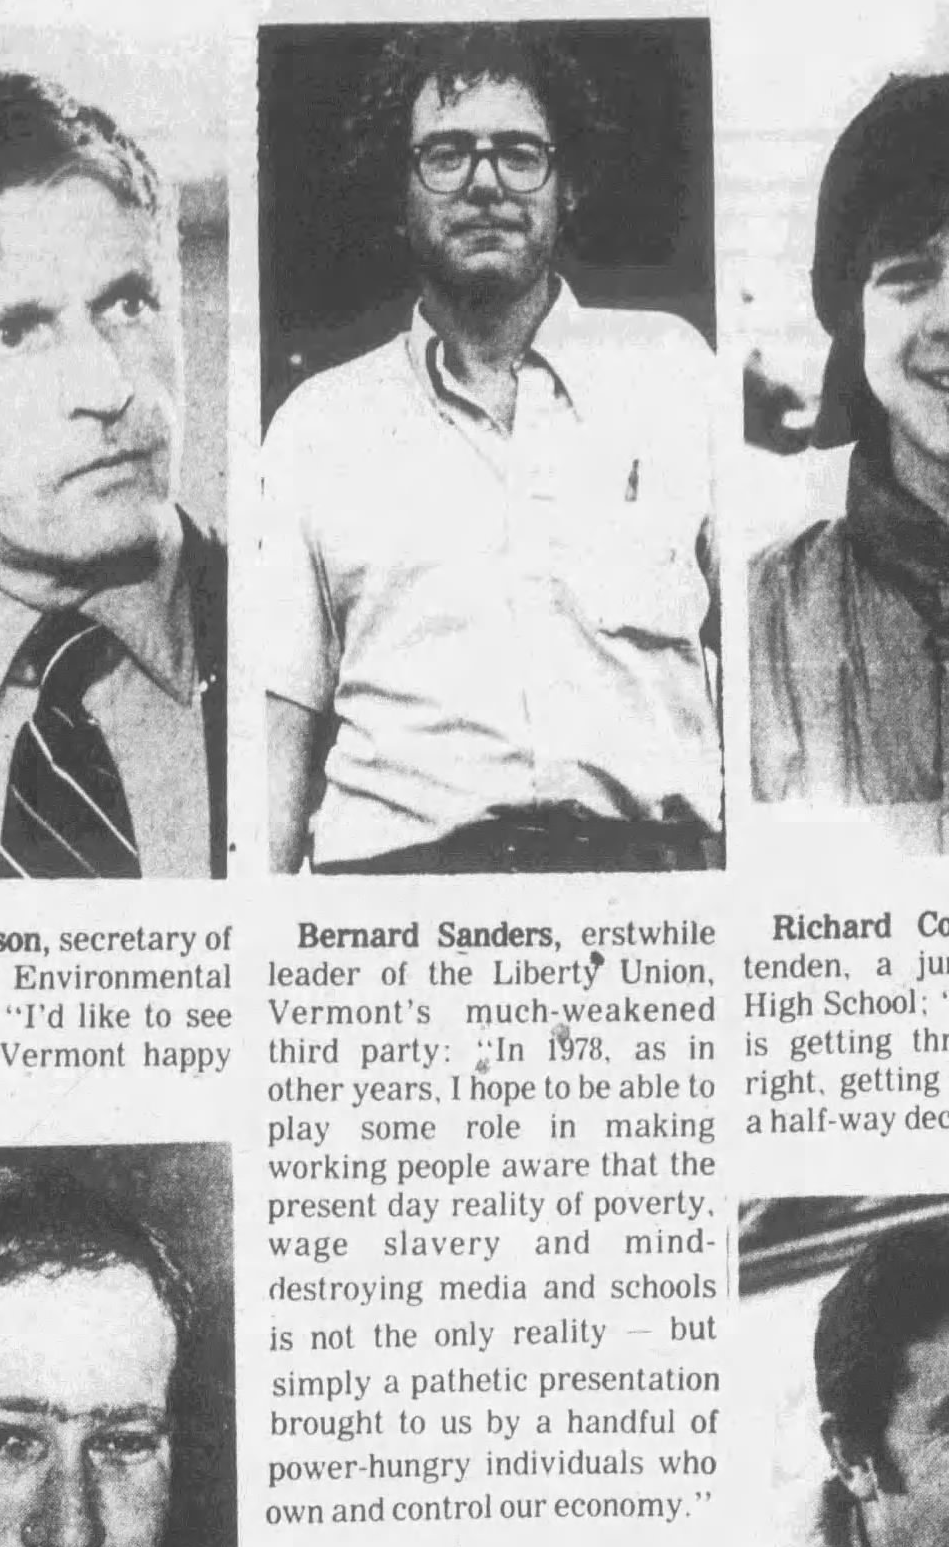 son, secretary of
Environmental
"I'd like to see
Vermont happy
Bernard Sanders, erstwhile
leader of the Liberty Union,
Vermont's much-weakened
third party: "In 1978, as in
other years, I hope to be able to
play some role in making
working people aware that the
present day reality of poverty,
wage slavery and mind-
destroying media and schools
is not the only reality — but
simply a pathetic presentation
brought to us by a handful of
power-hungry individuals who
own and control our economy."
Richard Co
tenden, a ju
High School; "
is getting thr
right, getting
a half-way dec